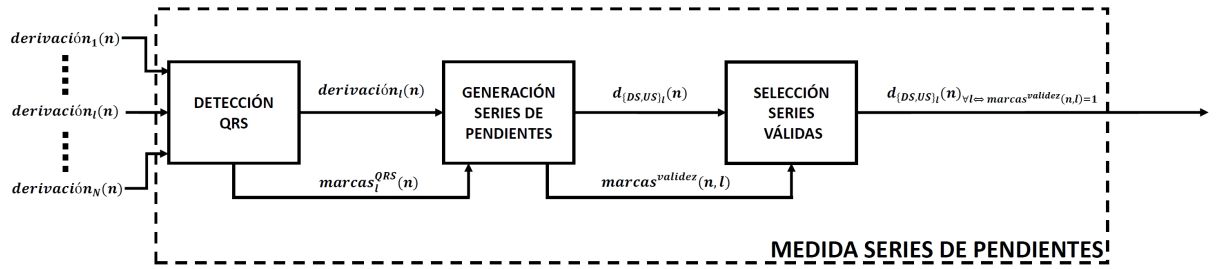 derivación₁(n)
derivaciónₗ(n)
derivación_N(n)
DETECCIÓN
QRS
derivaciónₗ(n)
marcasₗ^QRS(n)
GENERACIÓN
SERIES DE
PENDIENTES
d_{DS,US}ₗ(n)
marcas^validez(n, l)
SELECCIÓN
SERIES
VÁLIDAS
d_{DS,US}ₗ(n)∀l⇔ marcas^validez(n,l)=1
MEDIDA SERIES DE PENDIENTES